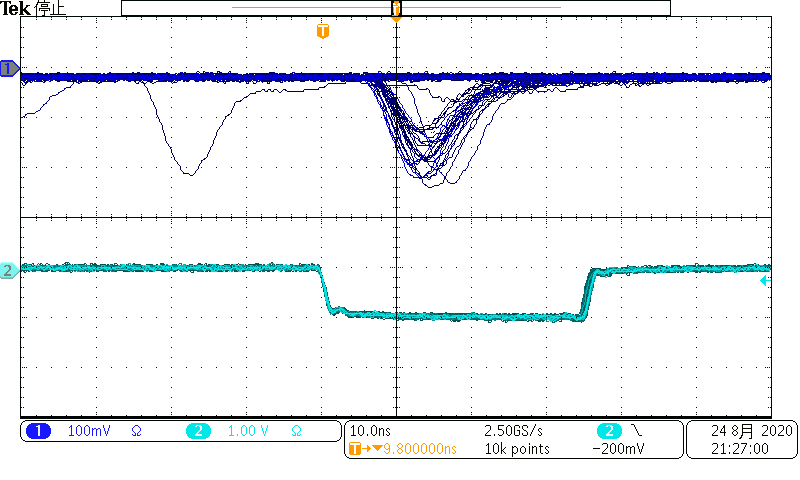 Tek 停止
T
1
2
1 100mV Ω 2 1.00 V Ω
10.0ns 2.50GS/s 2
T→▼9.800000ns 10k points −200mV
24 8月 2020
21:27:00